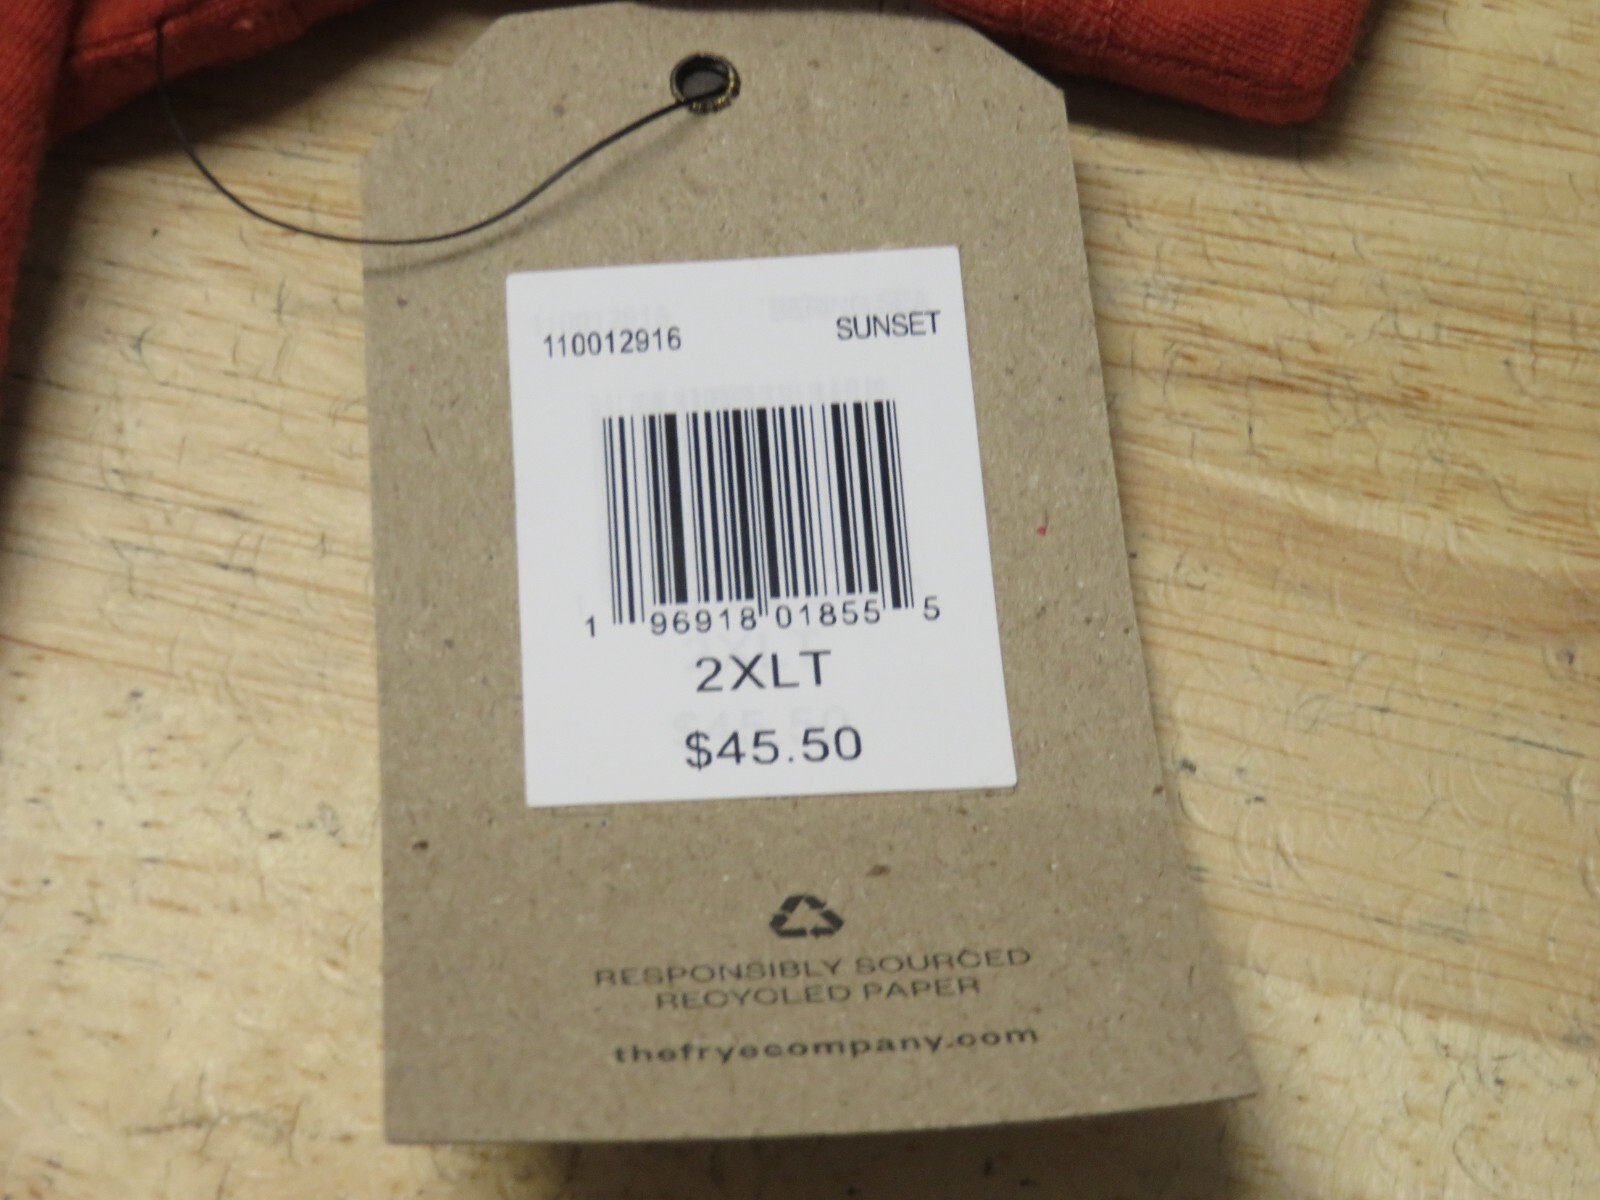 110012916 SUNSET
1 96918 01855 5
2XLT
$45.50
RESPONSIBLY SOURCED
RECYCLED PAPER
thefryecompany.com